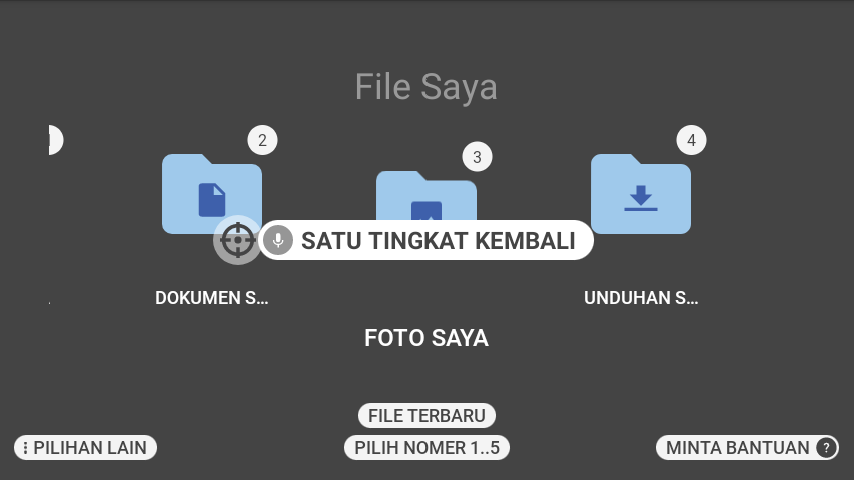 File Saya
2
3
4
SATU TINGKAT KEMBALI
DOKUMEN S...
UNDUHAN S...
FOTO SAYA
FILE TERBARU
PILIHAN LAIN
PILIH NOMER 1..5
MINTA BANTUAN ?